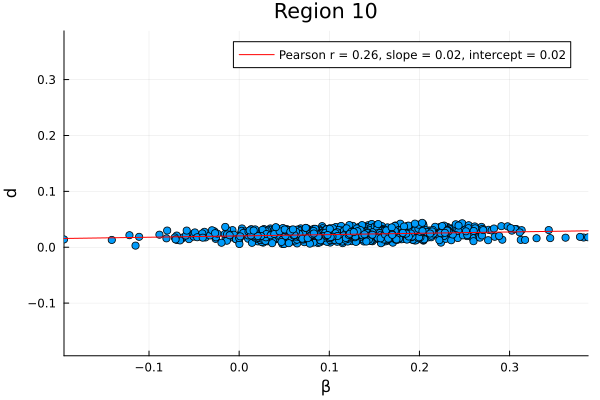 Region 10
Pearson r = 0.26, slope = 0.02, intercept = 0.02
0.3
0.2
d
0.1
0.0
−0.1
−0.1 0.0 0.1 0.2 0.3
β